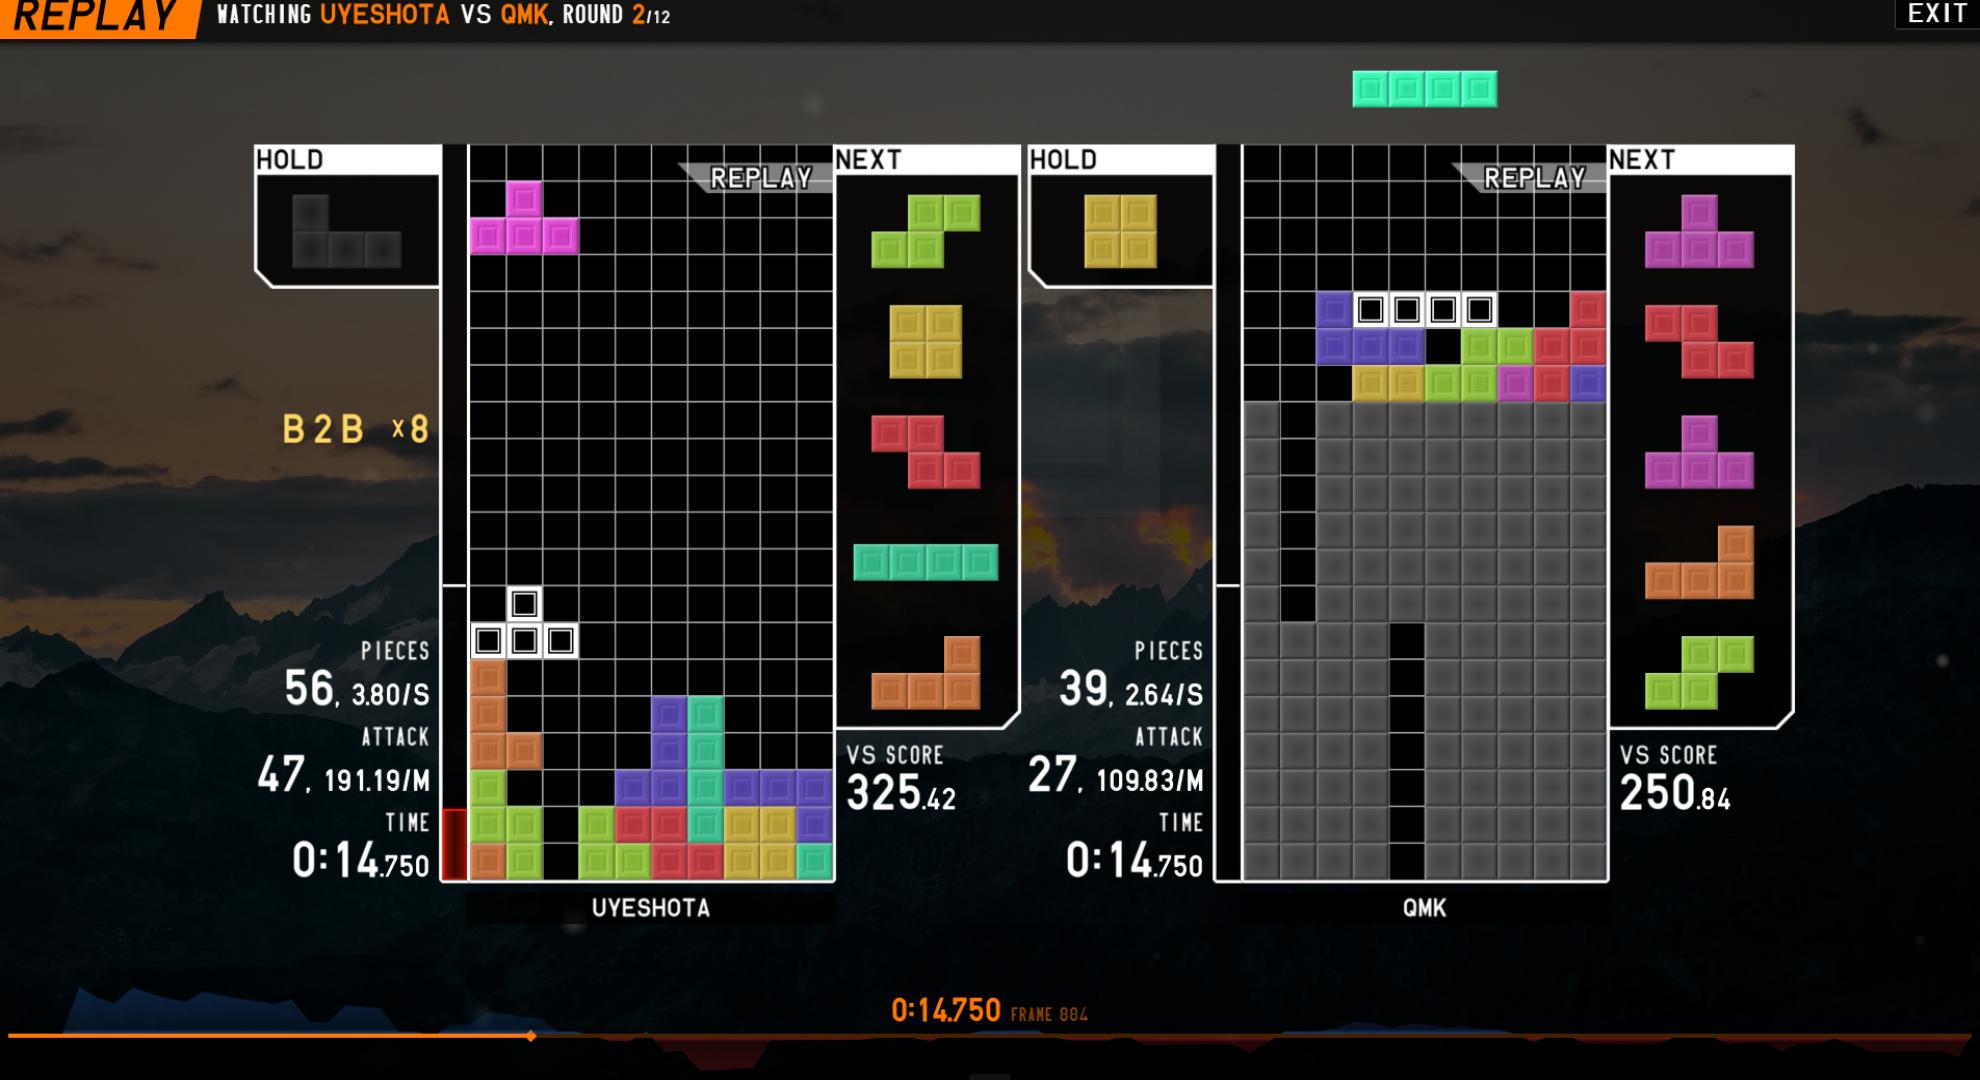 REPLAY WATCHING UYESHOTA VS QMK, ROUND 2/12 EXIT
HOLD
REPLAY
NEXT
B2B ×8
PIECES
56, 3.80/S
ATTACK
47, 191.19/M
TIME
0:14.750
VS SCORE
325.42
UYESHOTA
HOLD
REPLAY
NEXT
PIECES
39, 2.64/S
ATTACK
27, 109.83/M
TIME
0:14.750
VS SCORE
250.84
QMK
0:14.750 FRAME 884